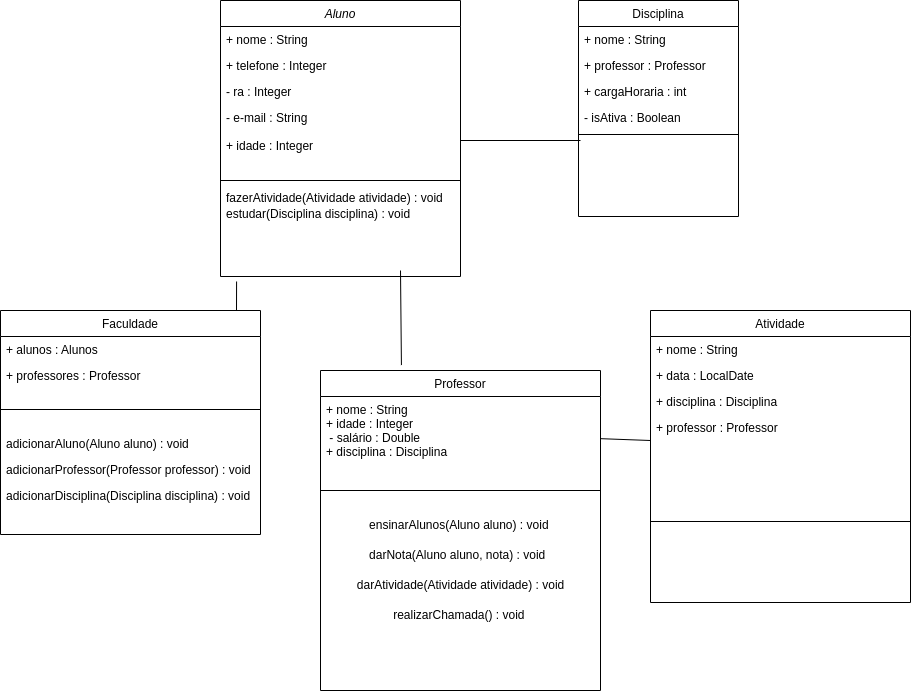 Aluno
+ nome : String
+ telefone : Integer
- ra : Integer
- e-mail : String
+ idade : Integer
fazerAtividade(Atividade atividade) : void
estudar(Disciplina disciplina) : void
Disciplina
+ nome : String
+ professor : Professor
+ cargaHoraria : int
- isAtiva : Boolean
Faculdade
+ alunos : Alunos
+ professores : Professor
adicionarAluno(Aluno aluno) : void
adicionarProfessor(Professor professor) : void
adicionarDisciplina(Disciplina disciplina) : void
Professor
+ nome : String
+ idade : Integer
- salário : Double
+ disciplina : Disciplina
ensinarAlunos(Aluno aluno) : void
darNota(Aluno aluno, nota) : void
darAtividade(Atividade atividade) : void
realizarChamada() : void
Atividade
+ nome : String
+ data : LocalDate
+ disciplina : Disciplina
+ professor : Professor